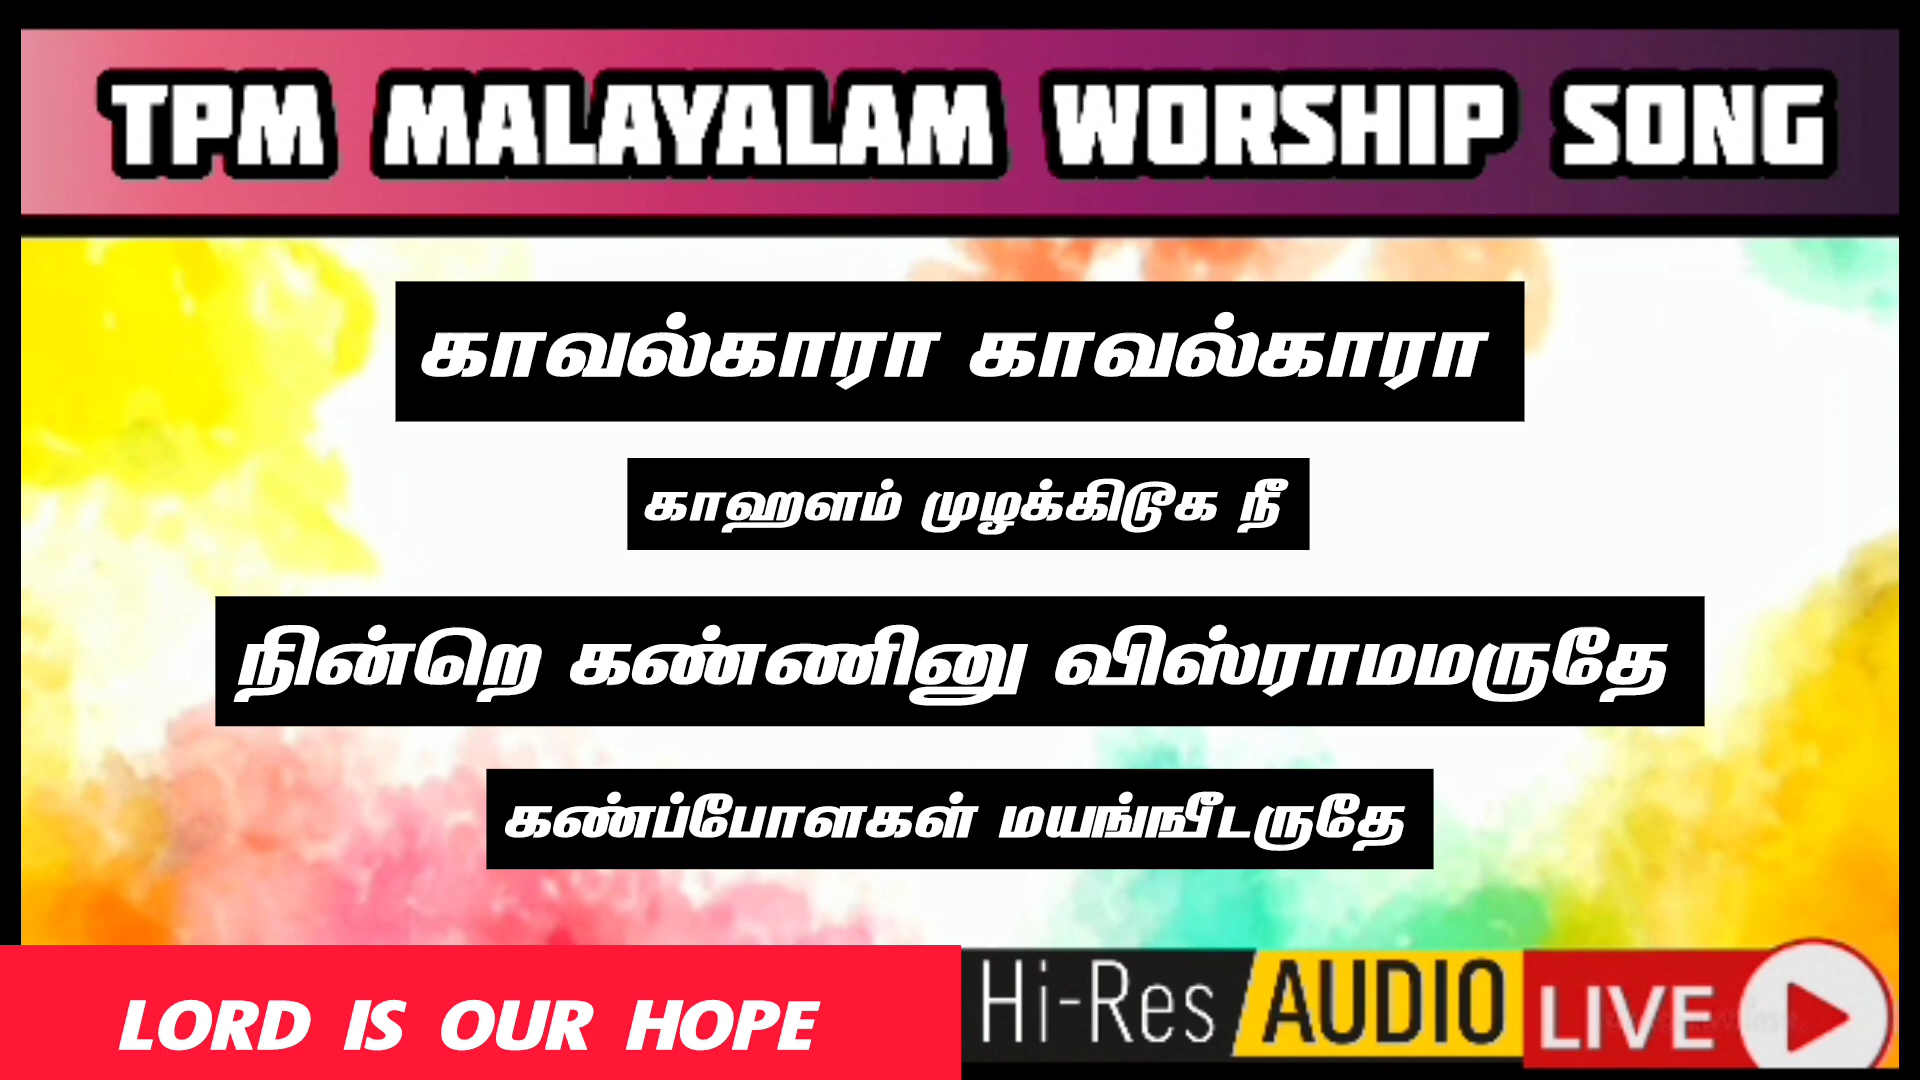 TPM MALAYALAM WORSHIP SONG
காவல்காரா காவல்காரா
காஹளம் முழக்கிடூக நீ
நின்றெ கண்ணினு விஸ்ராமமருதே
கண்ப்போளகள் மயங்ஙீடருதே
LORD IS OUR HOPE
Hi-Res AUDIO LIVE